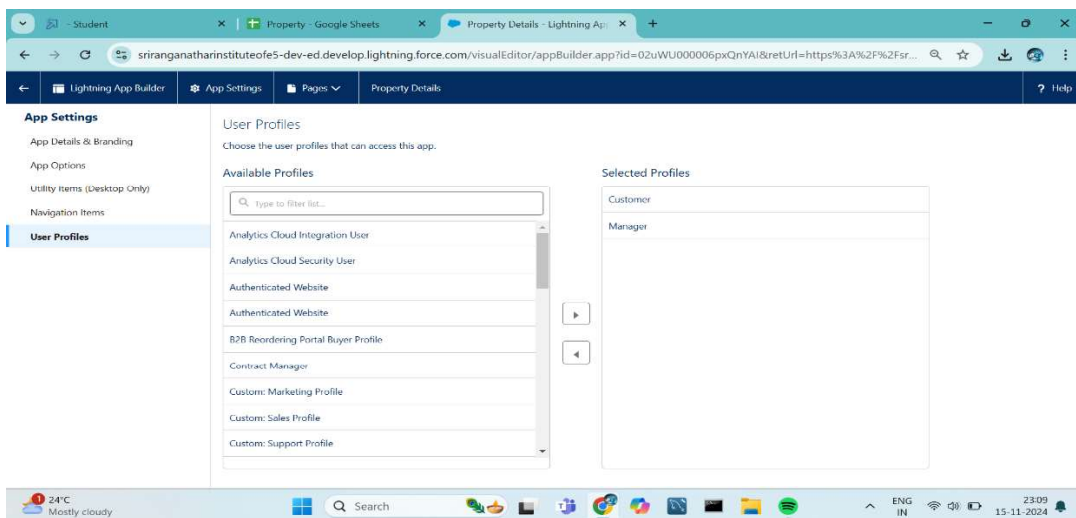 - Student
Property - Google Sheets
Property Details - Lightning Ap
sriranganatharinstituteofe5-dev-ed.develop.lightning.force.com/visualEditor/appBuilder.app?id=02uWU000006pxQnYAI&retUrl=https%3A%2F%2Fsr...
Lightning App Builder
App Settings
Pages
Property Details
? Help
App Settings
App Details & Branding
App Options
Utility Items (Desktop Only)
Navigation Items
User Profiles
User Profiles
Choose the user profiles that can access this app.
Available Profiles
Type to filter list...
Analytics Cloud Integration User
Analytics Cloud Security User
Authenticated Website
Authenticated Website
B2B Reordering Portal Buyer Profile
Contract Manager
Custom: Marketing Profile
Custom: Sales Profile
Custom: Support Profile
Selected Profiles
Customer
Manager
1
24°C
Mostly cloudy
Search
ENG
IN
23:09
15-11-2024